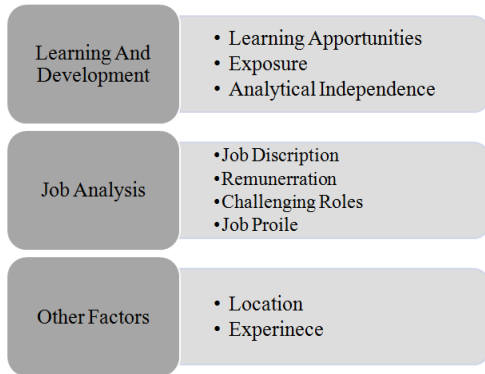 Learning And
Development
• Learning Apportunities
• Exposure
• Analytical Independence
Job Analysis
•Job Discription
•Remunerration
•Challenging Roles
•Job Proile
Other Factors
• Location
• Experinece